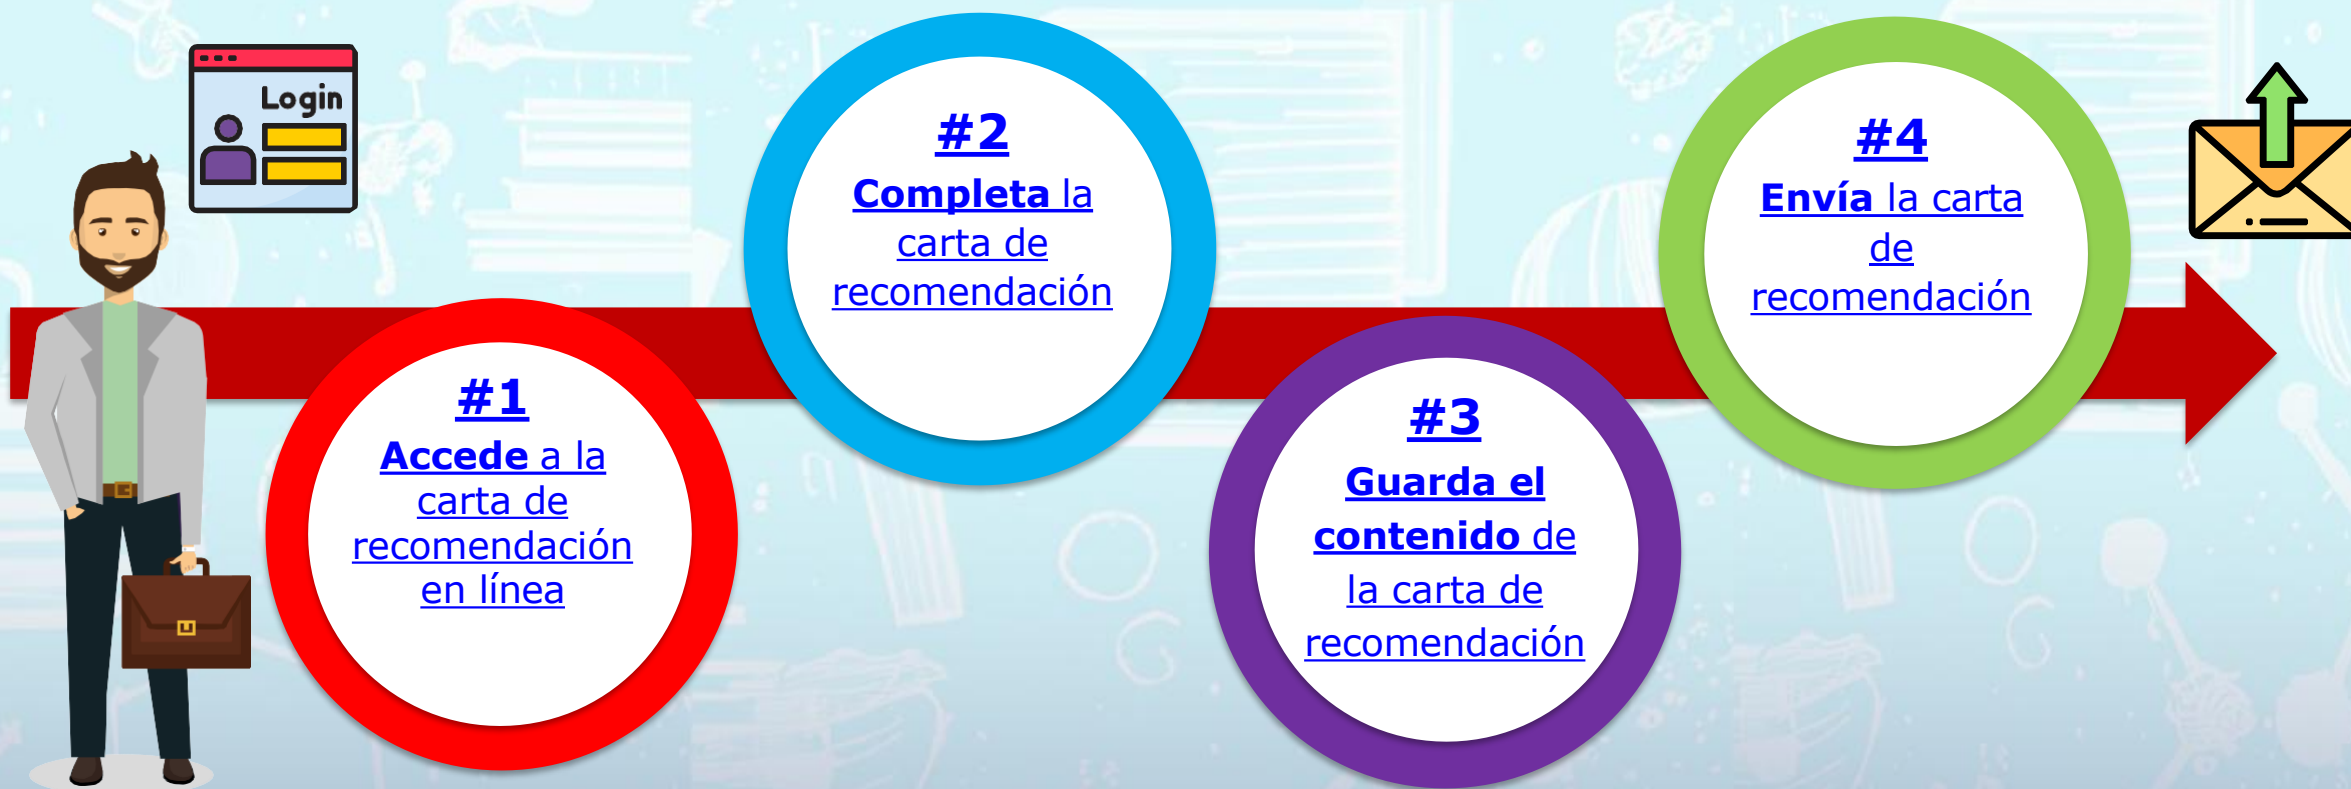 Login
#1
Accede a la
carta de
recomendación
en línea
#2
Completa la
carta de
recomendación
#3
Guarda el
contenido de
la carta de
recomendación
#4
Envía la carta
de
recomendación